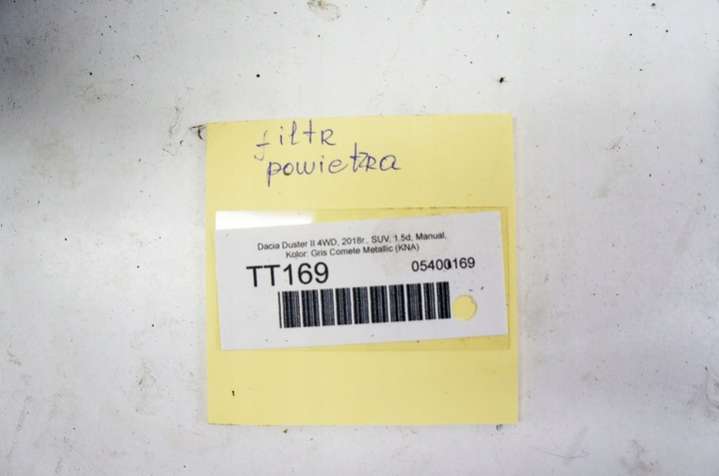 filtr
powietrza
Dacia Duster II 4WD, 2018r., SUV, 1.5d, Manual,
Kolor: Gris Comete Metallic (KNA)
TT169 05400169